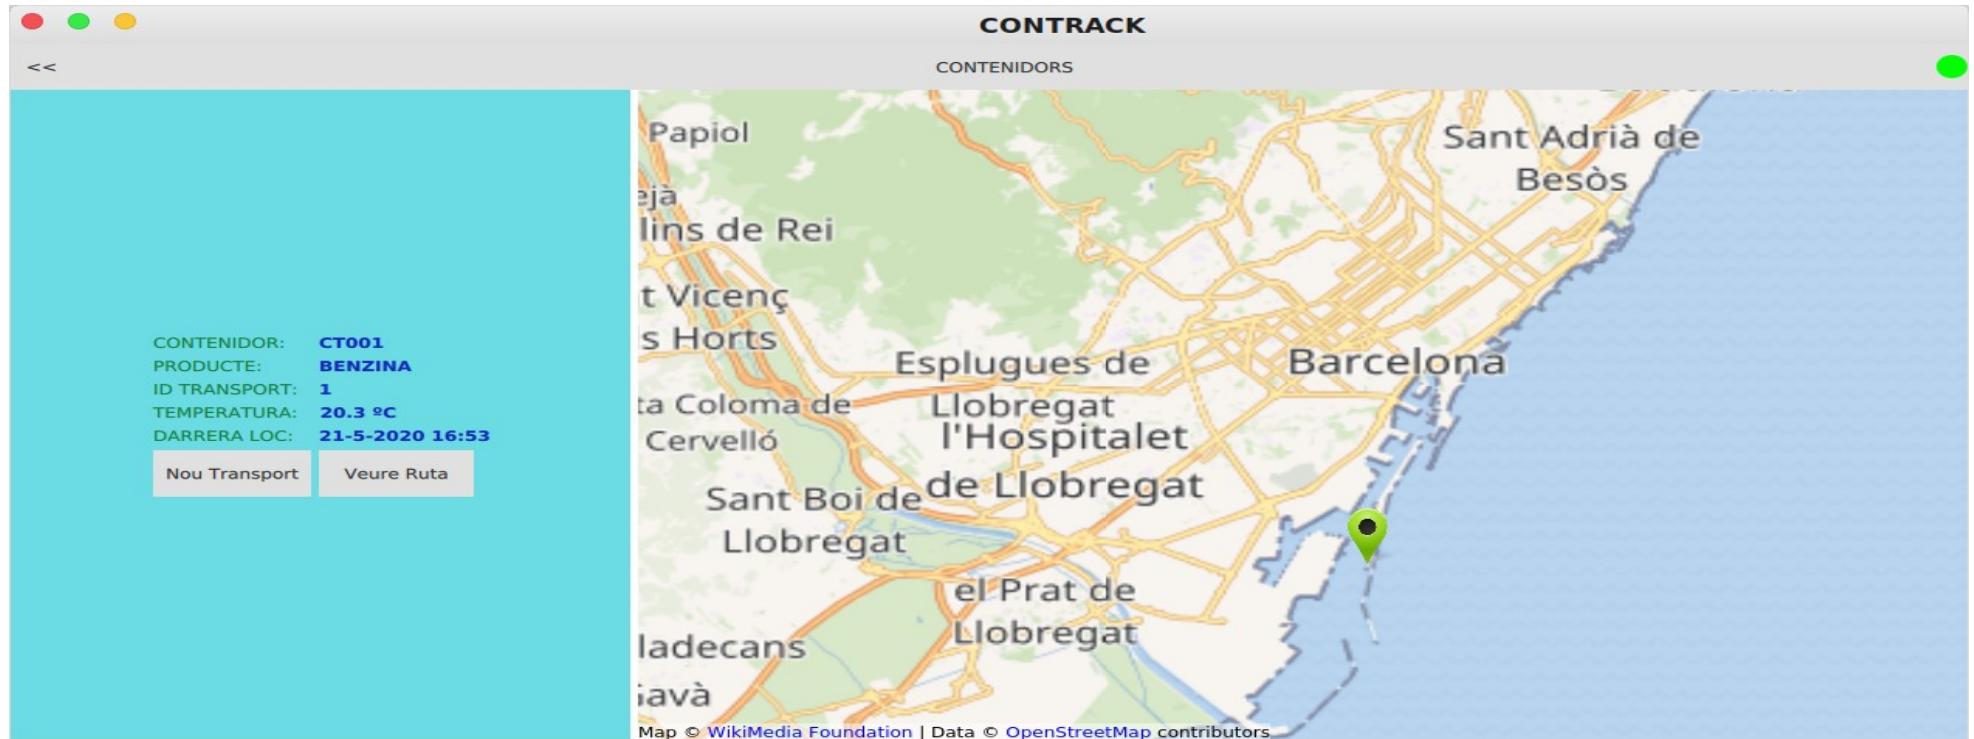 CONTRACK
<<
CONTENIDORS
CONTENIDOR: CT001
PRODUCTE: BENZINA
ID TRANSPORT: 1
TEMPERATURA: 20.3 ºC
DARRERA LOC: 21-5-2020 16:53
Nou Transport Veure Ruta
Papiol
Sant Adrià de
Besòs
ejà
lins de Rei
t Vicenç
s Horts
Esplugues de
Llobregat
Barcelona
ta Coloma de
Cervelló
l'Hospitalet
de Llobregat
Sant Boi de
Llobregat
el Prat de
Llobregat
ladecans
Gavà
Map © WikiMedia Foundation | Data © OpenStreetMap contributors